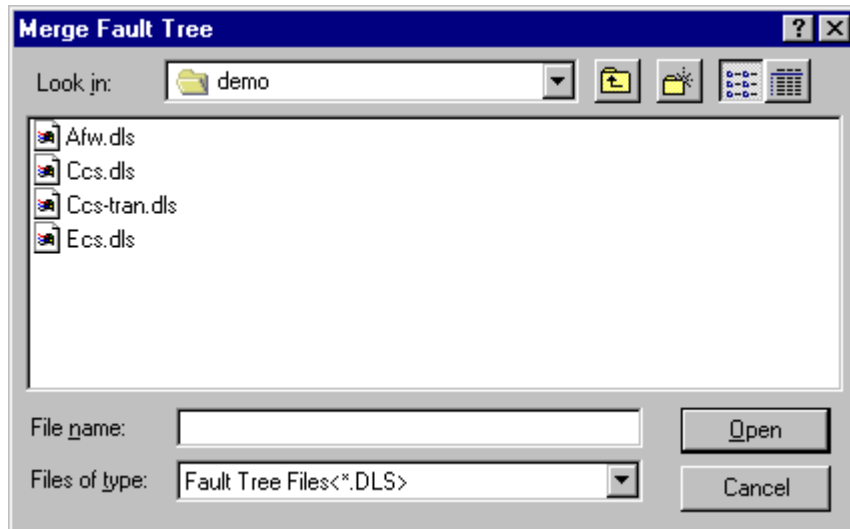 Merge Fault Tree
Look in: demo
Afw.dls
Ccs.dls
Ccs-tran.dls
Ecs.dls
File name: Open
Files of type: Fault Tree Files<*.DLS> Cancel